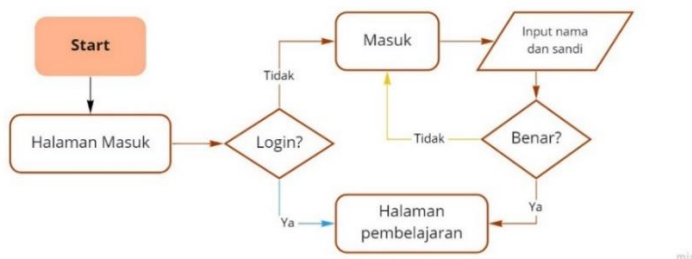 Start
Halaman Masuk
Login?
Tidak
Masuk
Input nama
dan sandi
Benar?
Tidak
Ya
Ya
Halaman
pembelajaran